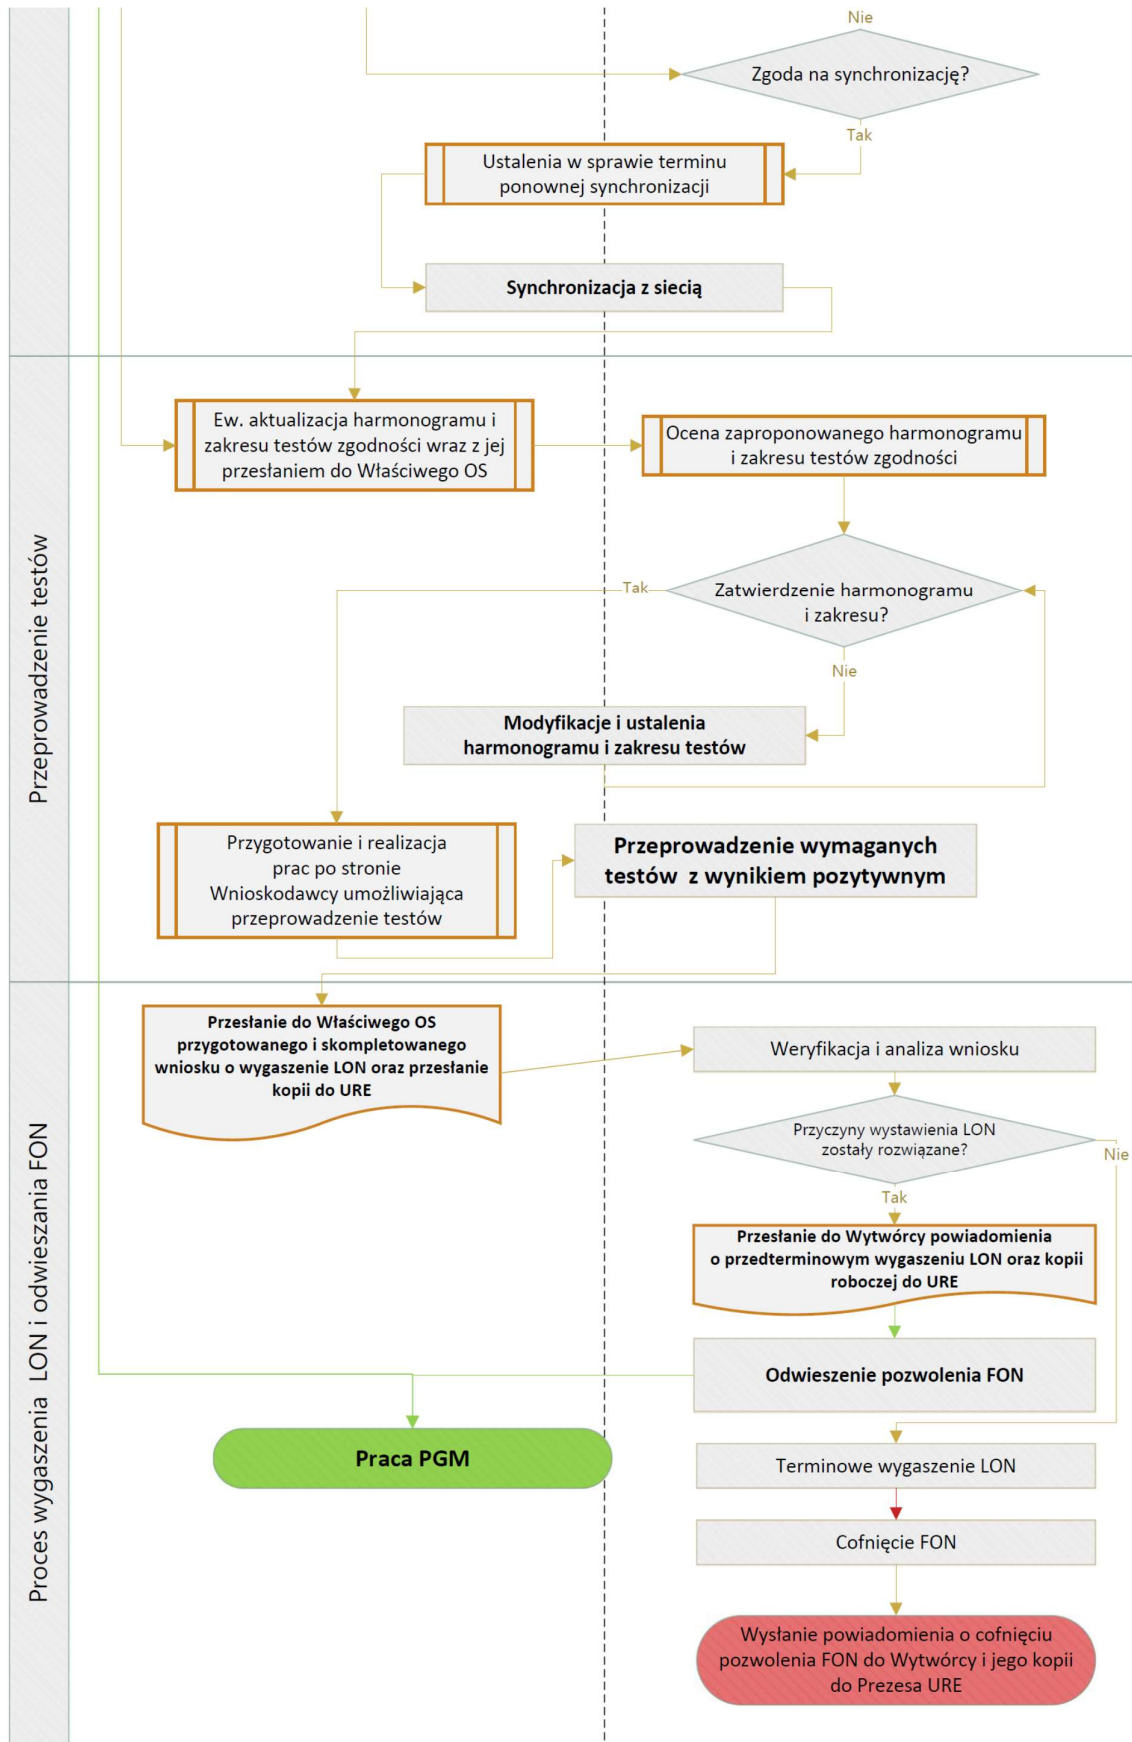 Nie
Zgoda na synchronizację?
Tak
Ustalenia w sprawie terminu
ponownej synchronizacji
Synchronizacja z siecią
Przeprowadzenie testów
Ew. aktualizacja harmonogramu i
zakresu testów zgodności wraz z jej
przesłaniem do Właściwego OS
Ocena zaproponowanego harmonogramu
i zakresu testów zgodności
Tak
Zatwierdzenie harmonogramu
i zakresu?
Nie
Modyfikacje i ustalenia
harmonogramu i zakresu testów
Przygotowanie i realizacja
prac po stronie
Wnioskodawcy umożliwiająca
przeprowadzenie testów
Przeprowadzenie wymaganych
testów z wynikiem pozytywnym
Proces wygaszenia LON i odwieszania FON
Przesłanie do Właściwego OS
przygotowanego i skompletowanego
wniosku o wygaszenie LON oraz przesłanie
kopii do URE
Weryfikacja i analiza wniosku
Przyczyny wystawienia LON
zostały rozwiązane?
Nie
Tak
Przesłanie do Wytwórcy powiadomienia
o przedterminowym wygaszeniu LON oraz kopii
roboczej do URE
Odwieszenie pozwolenia FON
Praca PGM
Terminowe wygaszenie LON
Cofnięcie FON
Wysłanie powiadomienia o cofnięciu
pozwolenia FON do Wytwórcy i jego kopii
do Prezesa URE